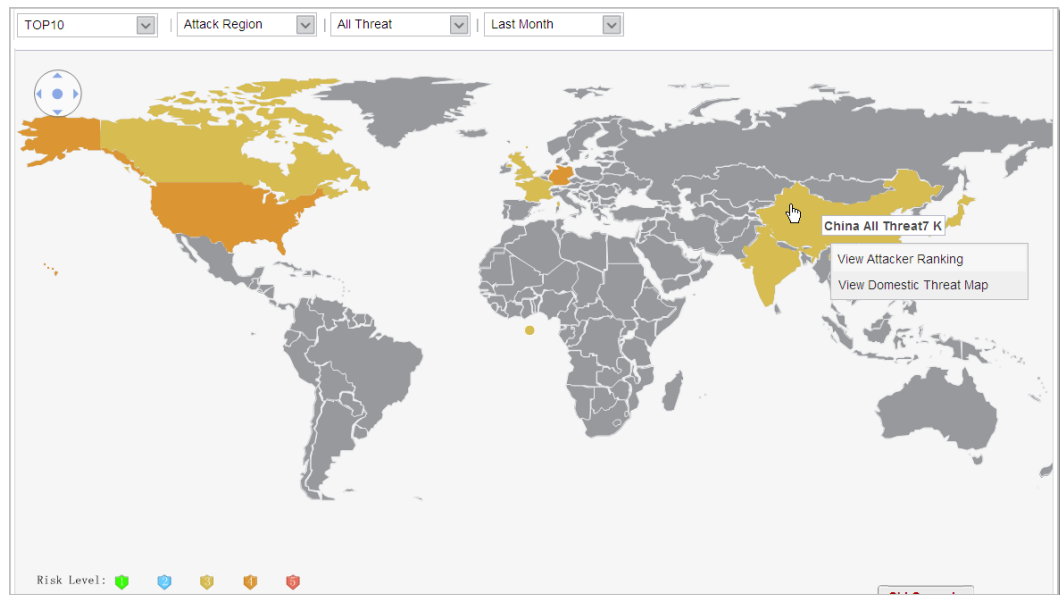 TOP10 | Attack Region | All Threat | Last Month
China All Threat7 K
View Attacker Ranking
View Domestic Threat Map
Risk Level: 1 2 3 4 5